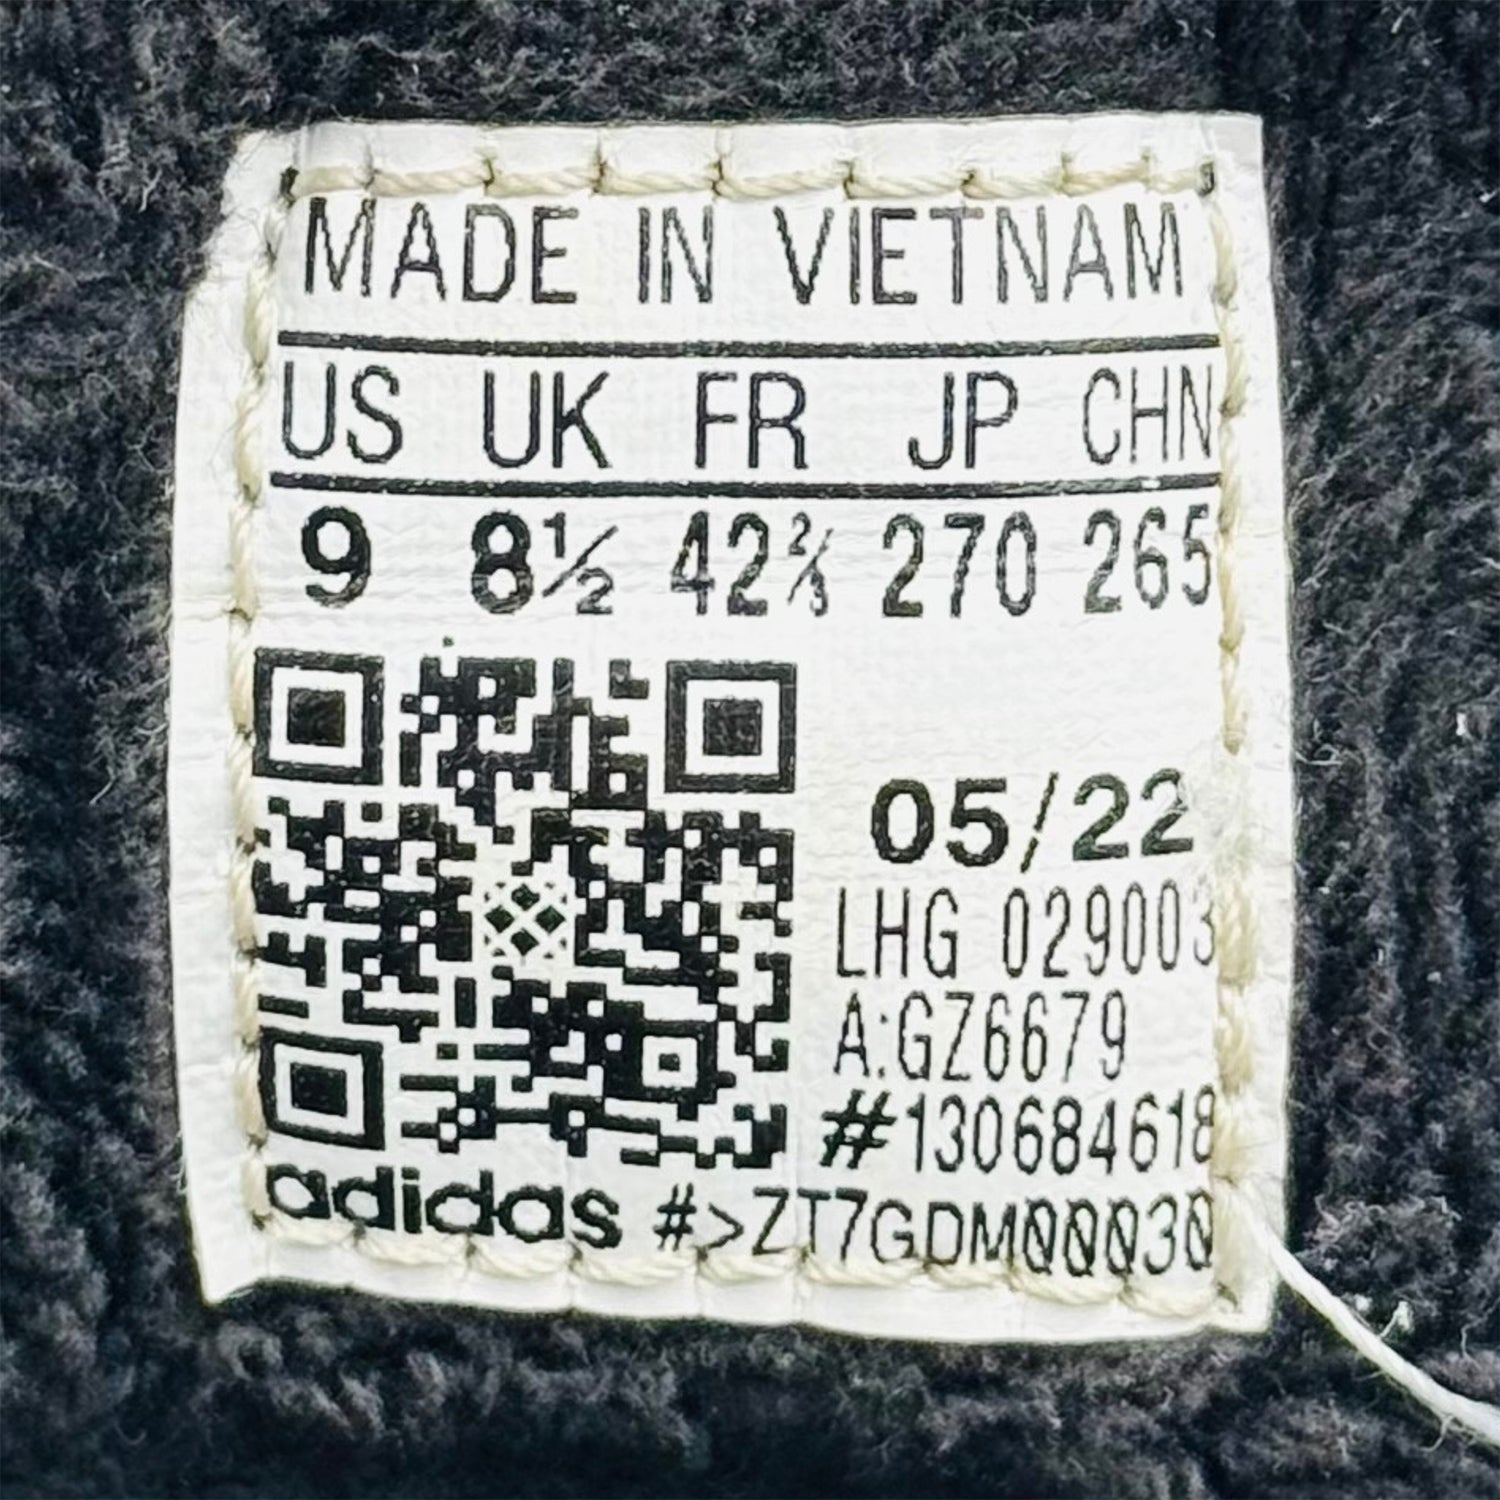 MADE IN VIETNAM
US UK FR JP CHN
9 8½ 42⅔ 270 265
05/22
LHG 029003
A:GZ6679
#130684618
adidas #>ZT7GDM00030